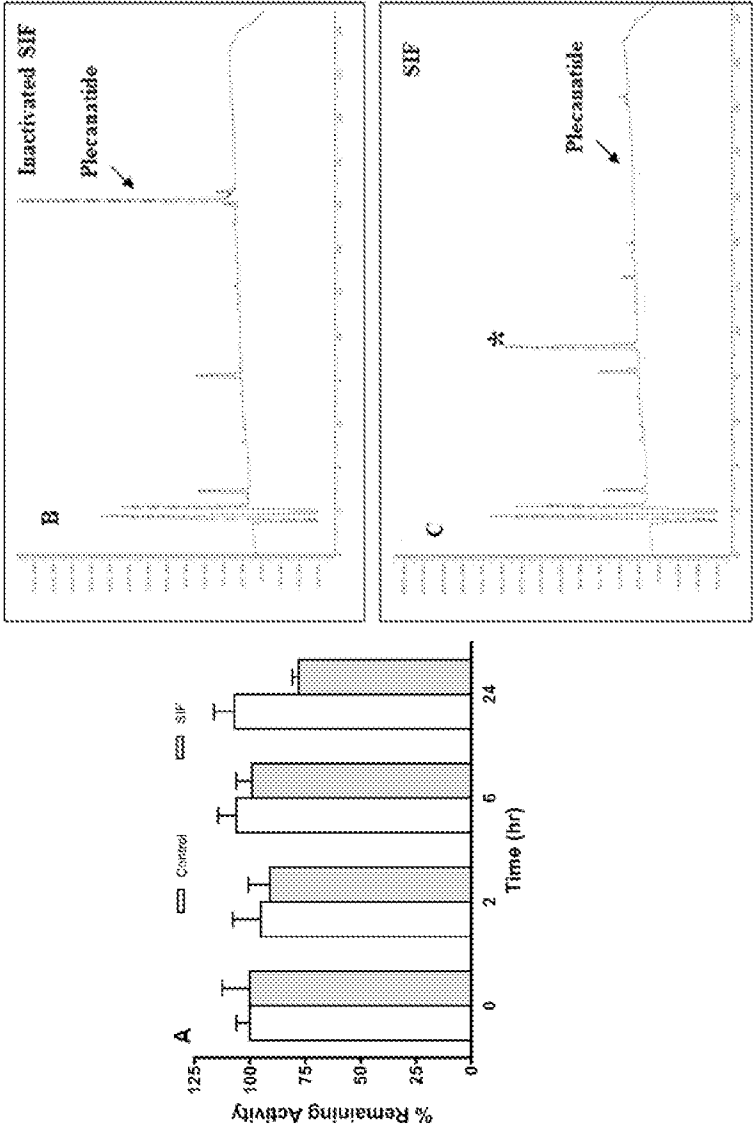 A
Control
SIF
% Remaining Activity
125
100
75
50
25
0
0
2
6
24
Time (hr)
B
Inactivated SIF
Plecanatide
C
SIF
Plecanatide
*